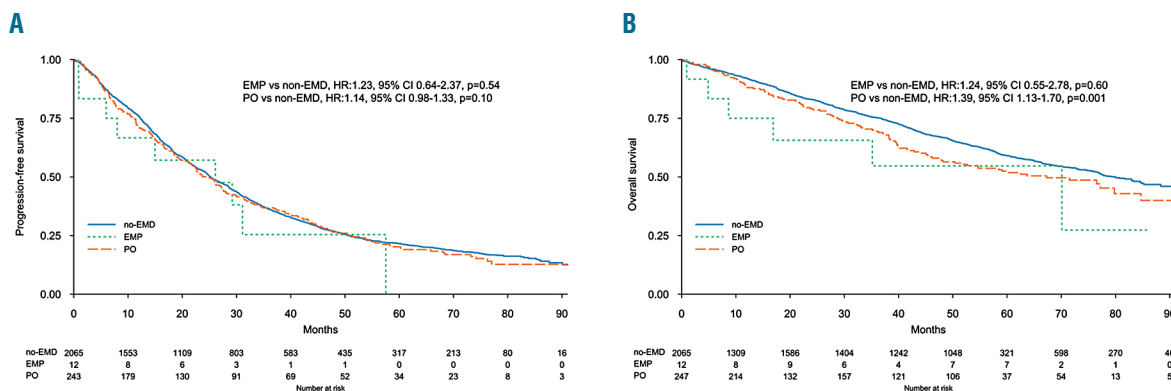 A
1.00
0.75
0.50
0.25
0.00
Progression-free survival
EMP vs non-EMD, HR:1.23, 95% CI 0.64-2.37, p=0.54
PO vs non-EMD, HR:1.14, 95% CI 0.98-1.33, p=0.10
no-EMD
EMP
PO
0 10 20 30 40 50 60 70 80 90
Months
no-EMD 2065 1553 1109 803 583 435 317 213 80 16
EMP 12 8 6 3 1 1 0 0 0 0
PO 243 179 130 91 69 52 34 23 8 3
Number at risk
B
1.00
0.75
0.50
0.25
0.00
Overall survival
EMP vs non-EMD, HR:1.24, 95% CI 0.55-2.78, p=0.60
PO vs non-EMD, HR:1.39, 95% CI 1.13-1.70, p=0.001
no-EMD
EMP
PO
0 10 20 30 40 50 60 70 80 90
Months
no-EMD 2065 1309 1586 1404 1242 1048 321 598 270
EMP 12 8 9 6 4 7 7 2 1 0
PO 247 214 132 157 121 106 37 54 13 5
Number at risk